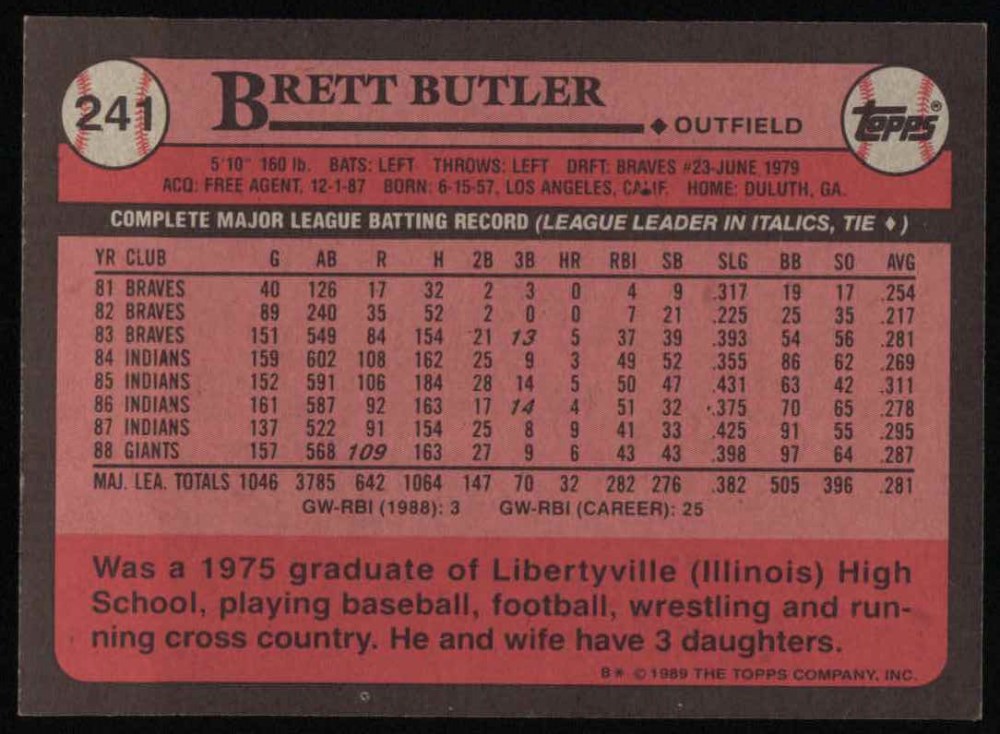 241
BRETT BUTLER
◆ OUTFIELD
TOPPS®
5'10" 160 lb. BATS: LEFT THROWS: LEFT DRFT: BRAVES #23-JUNE, 1979
ACQ: FREE AGENT, 12-1-87 BORN: 6-15-57, LOS ANGELES, CALIF. HOME: DULUTH, GA.
COMPLETE MAJOR LEAGUE BATTING RECORD (LEAGUE LEADER IN ITALICS, TIE ♦)
YR CLUB G AB R H 2B 3B HR RBI SB SLG BB SO AVG
81 BRAVES 40 126 17 32 2 3 0 4 9 .317 19 17 .254
82 BRAVES 89 240 35 52 2 0 0 7 21 .225 25 35 .217
83 BRAVES 151 549 84 154 21 13 5 37 39 .393 54 56 .281
84 INDIANS 159 602 108 162 25 9 3 49 52 .355 86 62 .269
85 INDIANS 152 591 106 184 28 14 5 50 47 .431 63 42 .311
86 INDIANS 161 587 92 163 17 14 4 51 32 .375 70 65 .278
87 INDIANS 137 522 91 154 25 8 9 41 33 .425 91 55 .295
88 GIANTS 157 568 109 163 27 9 6 43 43 .398 97 64 .287
MAJ. LEA. TOTALS 1046 3785 642 1064 147 70 32 282 276 .382 505 396 .281
GW-RBI (1988): 3 GW-RBI (CAREER): 25
Was a 1975 graduate of Libertyville (Illinois) High
School, playing baseball, football, wrestling and run-
ning cross country. He and wife have 3 daughters.
B* © 1989 THE TOPPS COMPANY, INC.